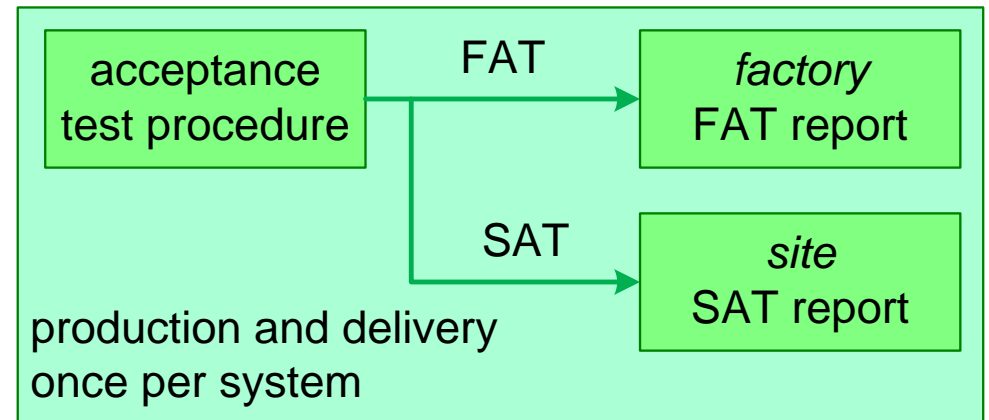 acceptance
test procedure
FAT
factory
FAT report
SAT
site
SAT report
production and delivery
once per system